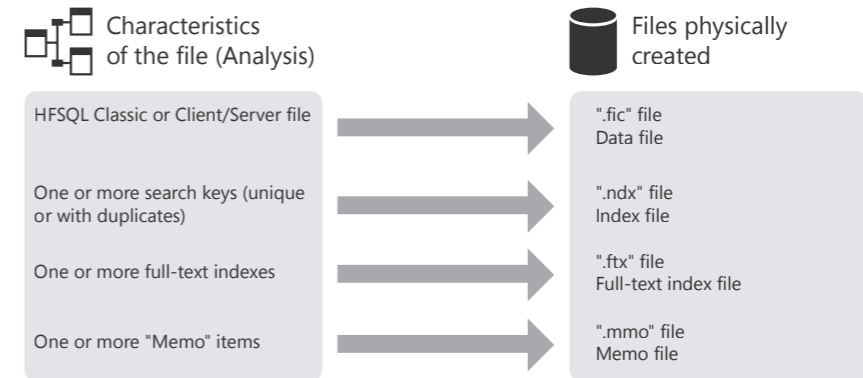 Characteristics
of the file (Analysis)
Files physically
created
HFSQL Classic or Client/Server file
".fic" file
Data file
One or more search keys (unique
or with duplicates)
".ndx" file
Index file
One or more full-text indexes
".ftx" file
Full-text index file
One or more "Memo" items
".mmo" file
Memo file